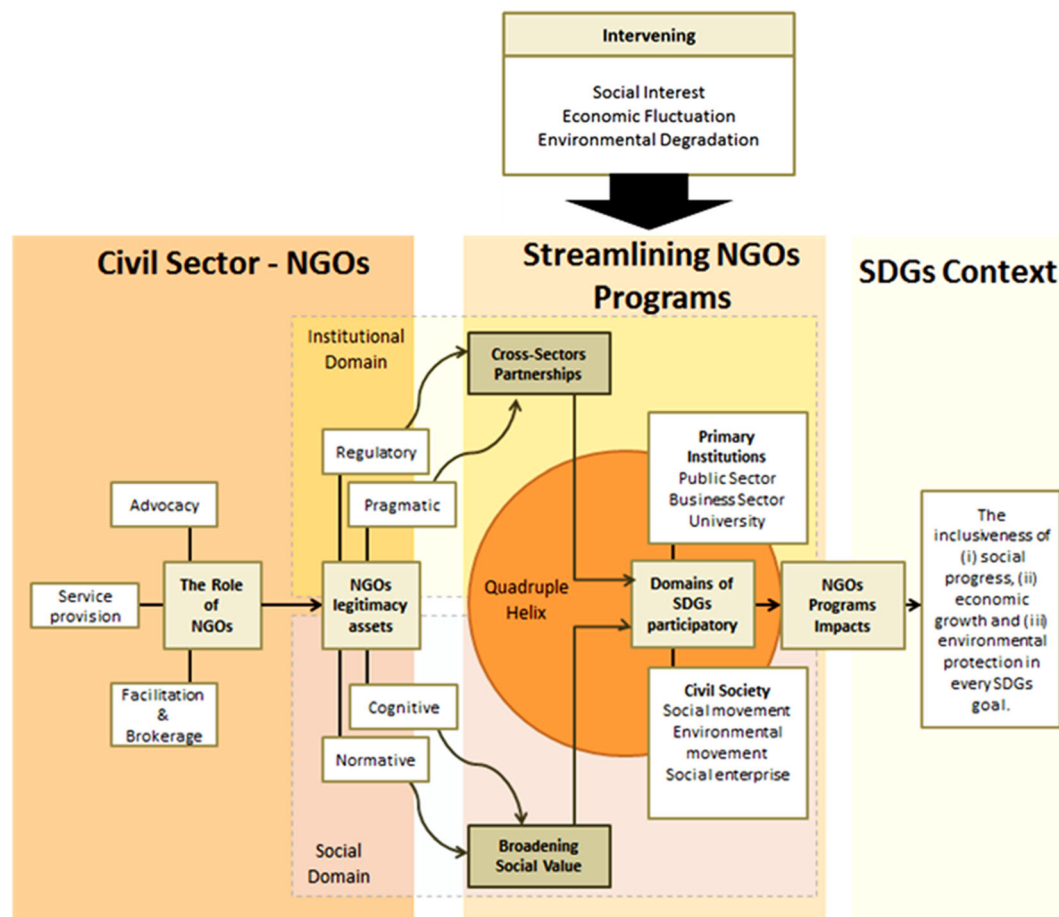 Intervening
Social Interest
Economic Fluctuation
Environmental Degradation
Civil Sector - NGOs
Streamlining NGOs
Programs
SDGs Context
Institutional
Domain
Cross-Sectors
Partnerships
Regulatory
Pragmatic
Primary
Institutions
Public Sector
Business Sector
University
Advocacy
Service
provision
The Role
of
NGOs
Facilitation
&
Brokerage
NGOs
legitimacy
assets
Quadruple
Helix
Domains of
SDGs
participatory
NGOs
Programs
Impacts
The
inclusiveness of
(i) social
progress, (ii)
economic
growth and (iii)
environmental
protection in
every SDGs
goal.
Cognitive
Normative
Civil Society
Social movement
Environmental
movement
Social enterprise
Social
Domain
Broadening
Social Value